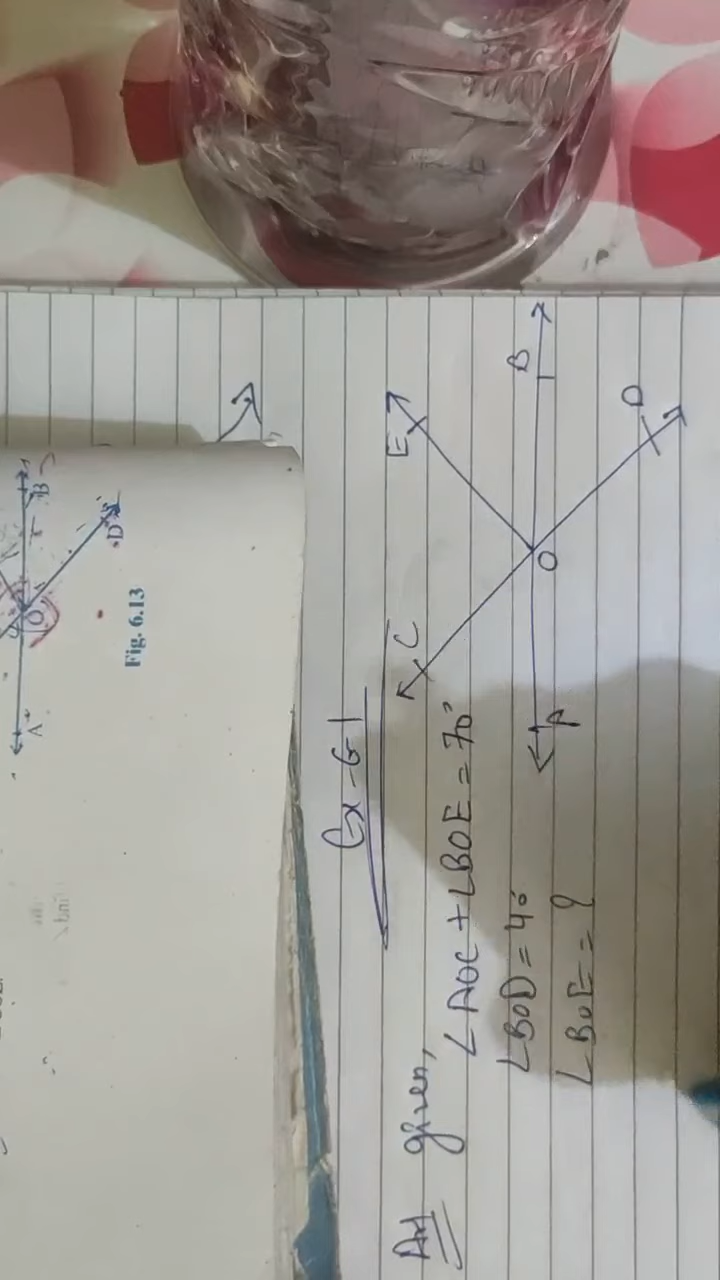 Ex-6.1
Ans given,
∠AOC + ∠BOE = 70°
∠BOD = 40°
∠BOE = ?
E
B
C
D
O
A
B
D
O
A
Fig. 6.13